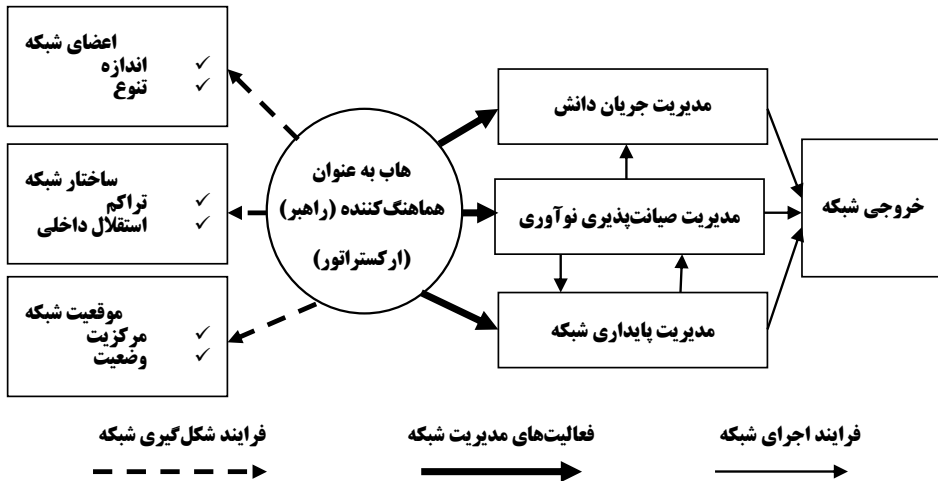 اعضای شبکه
✓ اندازه
✓ تنوع
ساختار شبکه
✓ تراکم
✓ استقلال داخلی
موقعیت شبکه
✓ مرکزیت
✓ وضعیت
هاب به عنوان
هماهنگ‌کننده (راهبر)
(ارکستراتور)
مدیریت جریان دانش
مدیریت صیانت‌پذیری نوآوری
مدیریت پایداری شبکه
خروجی شبکه
فرایند شکل‌گیری شبکه
فعالیت‌های مدیریت شبکه
فرایند اجرای شبکه